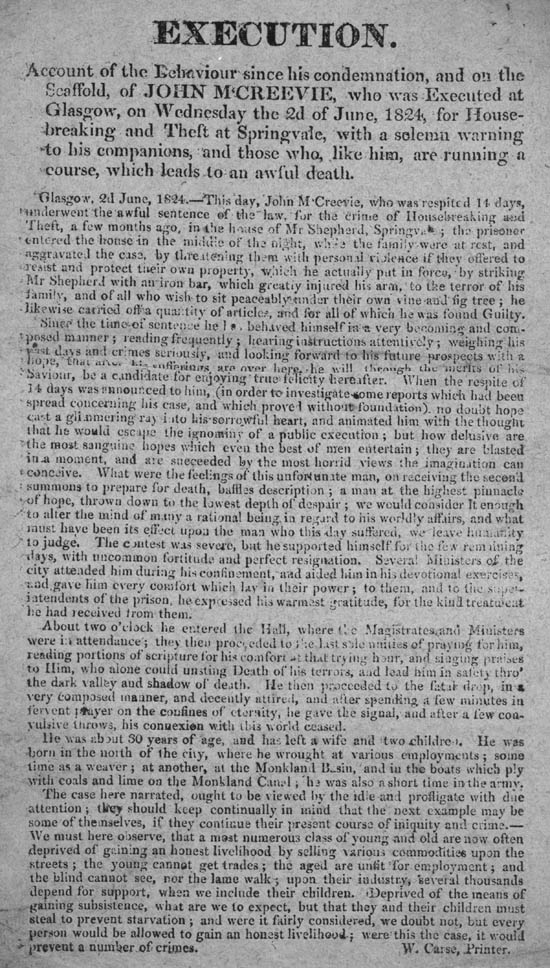 EXECUTION.
Account of the Behaviour since his condemnation, and on the
Scaffold, of JOHN M'CREEVIE, who was Executed at
Glasgow, on Wednesday the 2d of June, 1824, for House-
breaking and Theft at Springvale, with a solemn warning
to his companions, and those who, like him, are running a
course, which leads to an awful death.
Glasgow, 2d June, 1824.—This day, John M'Creevie, who was respited 14 days,
underwent the awful sentence of the law, for the crime of Housebreaking and
Theft, a few months ago, in the house of Mr Shepherd, Springvale; the prisoner
entered the house in the middle of the night, while the family were at rest, and
aggravated the case, by threatening them with personal violence if they offered to
resist and protect their own property, which he actually put in force, by striking
Mr Shepherd with an iron bar, which greatly injured his arm, to the terror of his
family, and of all who wish to sit peaceably under their own vine and fig tree; he
likewise carried off a quantity of articles, and for all of which he was found Guilty.
Since the time of sentence he has behaved himself in a very becoming and com-
posed manner; reading frequently; hearing instructions attentively; weighing his
past days and crimes seriously, and looking forward to his future prospects with a
hope, that after his sufferings are over here, he will through the merits of his
Saviour, be a candidate for enjoying true felicity hereafter. When the respite of
14 days was announced to him, (in order to investigate some reports which had been
spread concerning his case, and which proved without foundation). no doubt hope
cast a glimmering ray into his sorrowful heart, and animated him with the thought
that he would escape the ignominy of a public execution; but how delusive are
the most sanguine hopes which even the best of men entertain; they are blasted
in a moment, and are succeeded by the most horrid views the imagination can
conceive. What were the feelings of this unfortunate man, on receiving the second
summons to prepare for death, baffles description; a man at the highest pinnacle
of hope, thrown down to the lowest depth of despair; we would consider It enough
to alter the mind of many a rational being, in regard to his worldly affairs, and what
must have been its effect upon the man who this day suffered, we leave humanity
to judge. The contest was severe, but he supported himself for the few remaining
days, with uncommon fortitude and perfect resignation. Several Ministers of the
city attended him during his confinement, and aided him in his devotional exercises,
and gave him every comfort which lay in their power; to them, and to the super-
intendents of the prison, he expressed his warmest gratitude, for the kind treatment
he had received from them.
About two o'clock he entered the Hall, where the Magistrates and Ministers
were in attendance; they then proceeded to the last solemnities of praying for him,
reading portions of scripture for his comfort at that trying hour, and singing praises
to Him, who alone could unsting Death of his terrors, and lead him in safety thro'
the dark valley and shadow of death. He then proceeded to the fatal drop, in a
very composed manner, and decently attired, and after spending a few minutes in
fervent prayer on the confines of eternity, he gave the signal, and after a few con-
vulsive throws, his connexion with this world ceased.
He was about 30 years of age, and has left a wife and two children. He was
born in the north of the city, where he wrought at various employments; some
time as a weaver; at another, at the Monkland Basin, and in the boats which ply
with coals and lime on the Monkland Canal; he was also a short time in the army.
The case here narrated, ought to be viewed by the idle and profligate with due
attention; they should keep continually in mind that the next example may be
some of themselves, if they continue their present course of iniquity and crime.—
We must here observe, that a most numerous class of young and old are now often
deprived of gaining an honest livelihood by selling various commodities upon the
streets; the young cannot get trades; the aged are unfit for employment; and
the blind cannot see, nor the lame walk; upon their industry, several thousands
depend for support, when we include their children. Deprived of the means of
gaining subsistence, what are we to expect, but that they and their children must
steal to prevent starvation; and were it fairly considered, we doubt not, but every
person would be allowed to gain an honest livelihood; were this the case, it would
prevent a number of crimes. W. Carse, Printer.